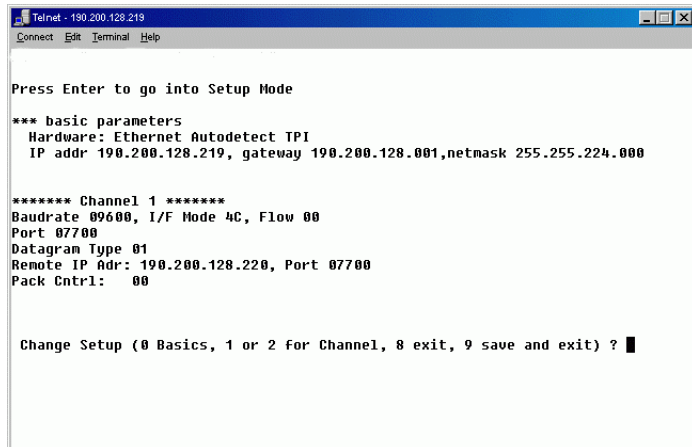 Telnet - 190.200.128.219
Connect Edit Terminal Help
Press Enter to go into Setup Mode
*** basic parameters
Hardware: Ethernet Autodetect TPI
IP addr 190.200.128.219, gateway 190.200.128.001,netmask 255.255.224.000
******* Channel 1 *******
Baudrate 09600, I/F Mode 4C, Flow 00
Port 07700
Datagram Type 01
Remote IP Adr: 190.200.128.220, Port 07700
Pack Cntrl: 00
Change Setup (0 Basics, 1 or 2 for Channel, 8 exit, 9 save and exit) ?